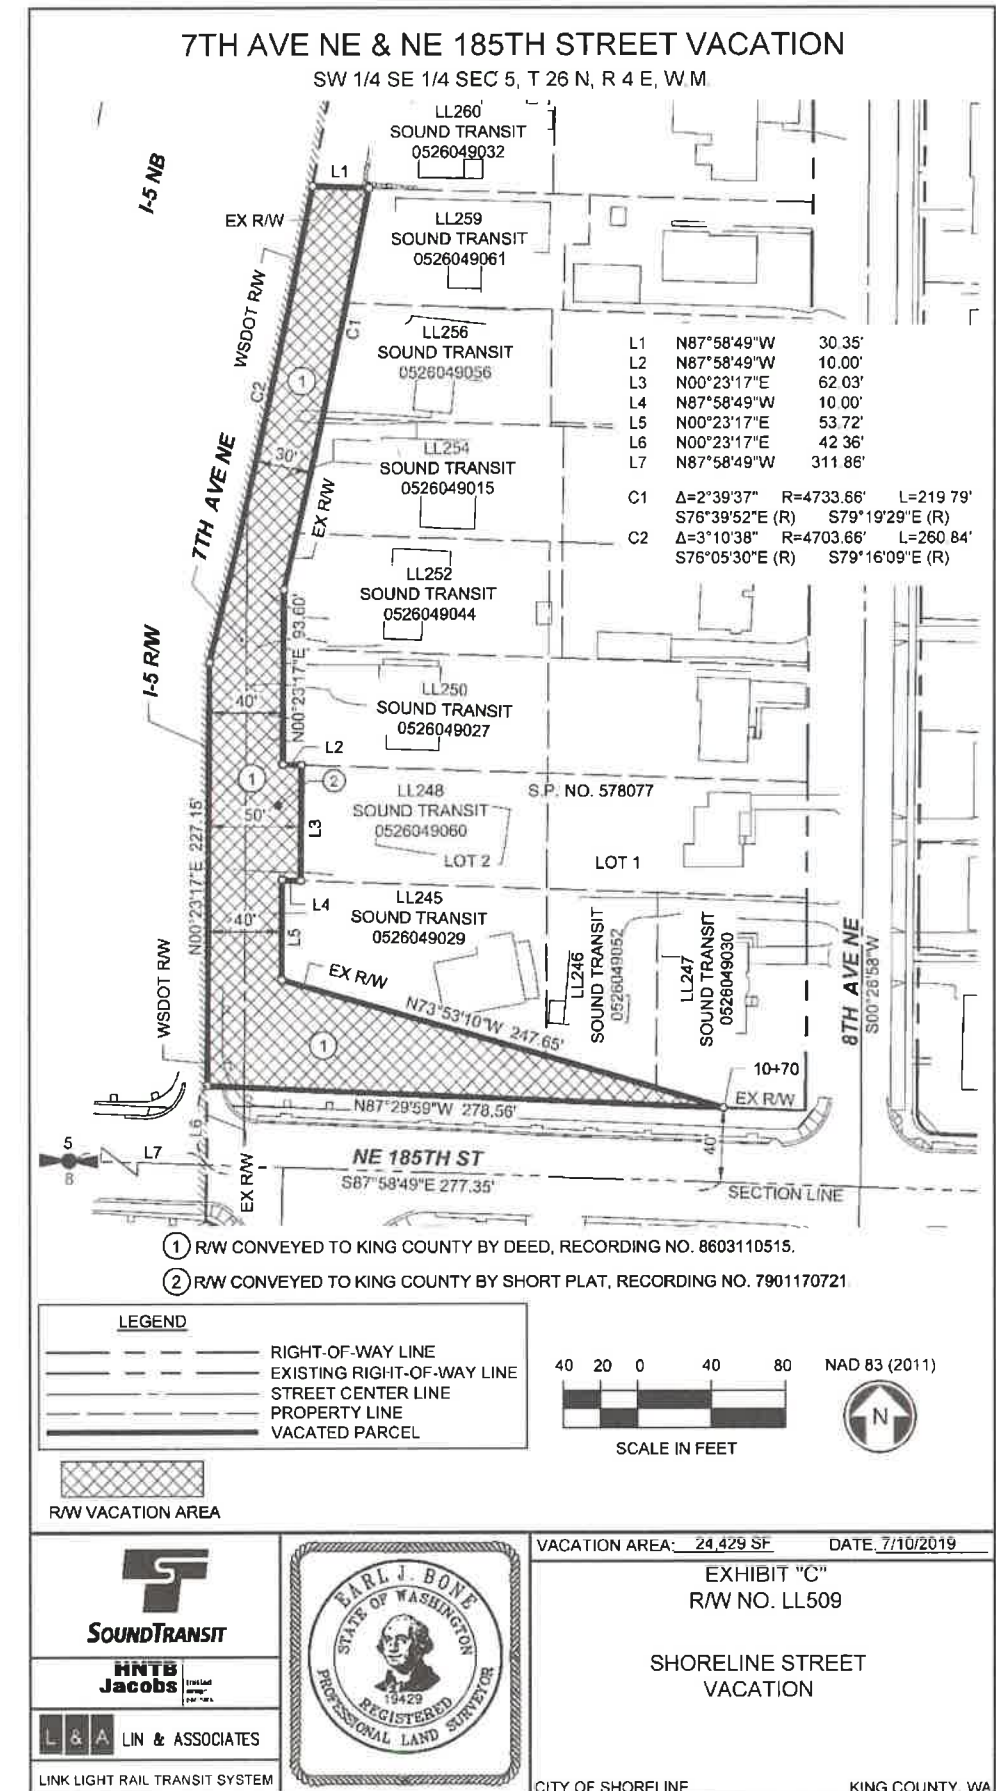 7TH AVE NE & NE 185TH STREET VACATION
SW 1/4 SE 1/4 SEC 5, T 26 N, R 4 E, W.M.
I-5 NB
LL260
SOUND TRANSIT
0526049032
L1
EX R/W
LL259
SOUND TRANSIT
0526049061
WSDOT R/W
C1
LL256
SOUND TRANSIT
0526049056
C2
1
L1 N87°58'49"W 30.35'
L2 N87°58'49"W 10.00'
L3 N00°23'17"E 62.03'
L4 N87°58'49"W 10.00'
L5 N00°23'17"E 53.72'
L6 N00°23'17"E 42.36'
L7 N87°58'49"W 311.86'
C1 Δ=2°39'37" R=4733.66' L=219.79'
S76°39'52"E (R) S79°19'29"E (R)
C2 Δ=3°10'38" R=4703.66' L=260.84'
S76°05'30"E (R) S79°16'09"E (R)
7TH AVE NE
30'
EX R/W
LL254
SOUND TRANSIT
0526049015
LL252
SOUND TRANSIT
0526049044
I-5 R/W
N00°23'17"E 93.60'
40'
LL250
SOUND TRANSIT
0526049027
L2
1
2
LL248
SOUND TRANSIT
0526049060
LOT 2
S.P. NO. 578077
LOT 1
50'
L3
N00°23'17"E 227.15'
L4
40'
L5
LL245
SOUND TRANSIT
0526049029
LL246
SOUND TRANSIT
0526049052
LL247
SOUND TRANSIT
0526049030
8TH AVE NE
S00°26'58"W
WSDOT R/W
EX R/W
N73°53'10"W 247.65'
1
10+70
EX R/W
N87°29'59"W 278.56'
L6
40'
5
8
L7
EX R/W
NE 185TH ST
S87°58'49"E 277.35'
SECTION LINE
1 R/W CONVEYED TO KING COUNTY BY DEED, RECORDING NO. 8603110515.
2 R/W CONVEYED TO KING COUNTY BY SHORT PLAT, RECORDING NO. 7901170721.
LEGEND
RIGHT-OF-WAY LINE
EXISTING RIGHT-OF-WAY LINE
STREET CENTER LINE
PROPERTY LINE
VACATED PARCEL
R/W VACATION AREA
40 20 0 40 80
SCALE IN FEET
NAD 83 (2011)
N
SOUNDTRANSIT
HNTB
Jacobs
L & A LIN & ASSOCIATES
LINK LIGHT RAIL TRANSIT SYSTEM
EARL J. BONE
STATE OF WASHINGTON
19429
REGISTERED
PROFESSIONAL LAND SURVEYOR
VACATION AREA: 24,429 SF DATE: 7/10/2019
EXHIBIT "C"
R/W NO. LL509
SHORELINE STREET
VACATION
CITY OF SHORELINE KING COUNTY, WA